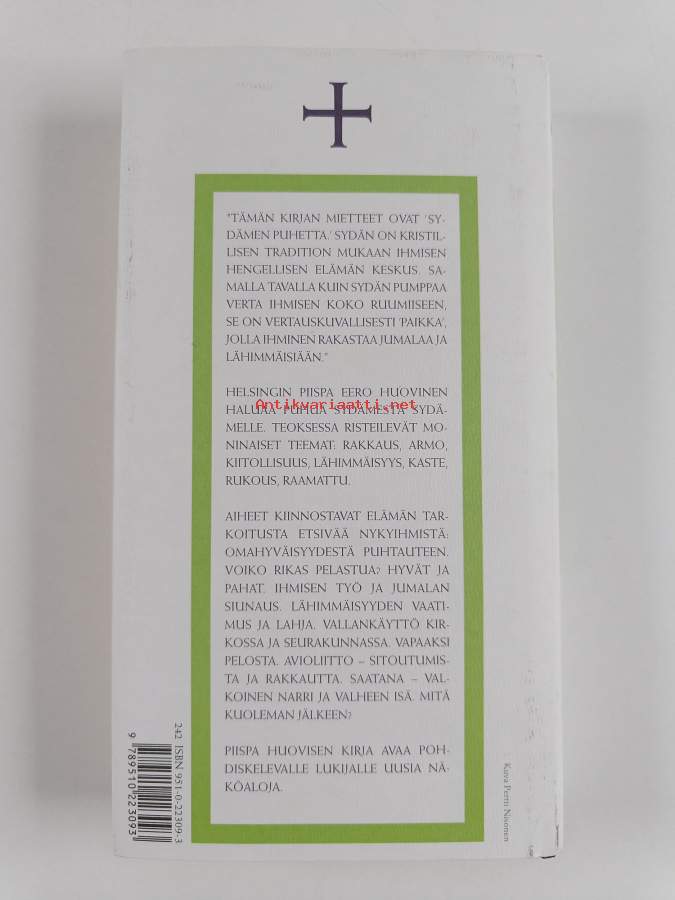 "TÄMÄN KIRJAN MIETTEET OVAT 'SY-
DÄMEN PUHETTA.' SYDÄN ON KRISTIL-
LISEN TRADITION MUKAAN IHMISEN
HENGELLISEN ELÄMÄN KESKUS. SA-
MALLA TAVALLA KUIN SYDÄN PUMPPAA
VERTA IHMISEN KOKO RUUMIISEEN,
SE ON VERTAUSKUVALLISESTI 'PAIKKA',
JOLLA IHMINEN RAKASTAA JUMALAA JA
LÄHIMMÄISIÄÄN."
HELSINGIN PIISPA EERO HUOVINEN
Antikvariaatti.net
HALUAA PUHUA SYDÄMESTÄ SYDÄ-
MELLE. TEOKSESSA RISTEILEVÄT MO-
NINAISET TEEMAT: RAKKAUS, ARMO,
KIITOLLISUUS, LÄHIMMÄISYYS, KASTE,
RUKOUS, RAAMATTU.
AIHEET KIINNOSTAVAT ELÄMÄN TAR-
KOITUSTA ETSIVÄÄ NYKYIHMISTÄ:
OMAHYVÄISYYDESTÄ PUHTAUTEEN.
VOIKO RIKAS PELASTUA? HYVÄT JA
PAHAT. IHMISEN TYÖ JA JUMALAN
SIUNAUS. LÄHIMMÄISYYDEN VAATI-
MUS JA LAHJA. VALLANKÄYTTÖ KIR-
KOSSA JA SEURAKUNNASSA. VAPAAKSI
PELOSTA. AVIOLIITTO – SITOUTUMIS-
TA JA RAKKAUTTA. SAATANA – VAL-
KOINEN NARRI JA VALHEEN ISÄ. MITÄ
KUOLEMAN JÄLKEEN?
PIISPA HUOVISEN KIRJA AVAA POH-
DISKELEVALLE LUKIJALLE UUSIA NÄ-
KÖALOJA.
242 ISBN 951-0-22309-3
9 789510 223093
Kuva Pertti Nisonen